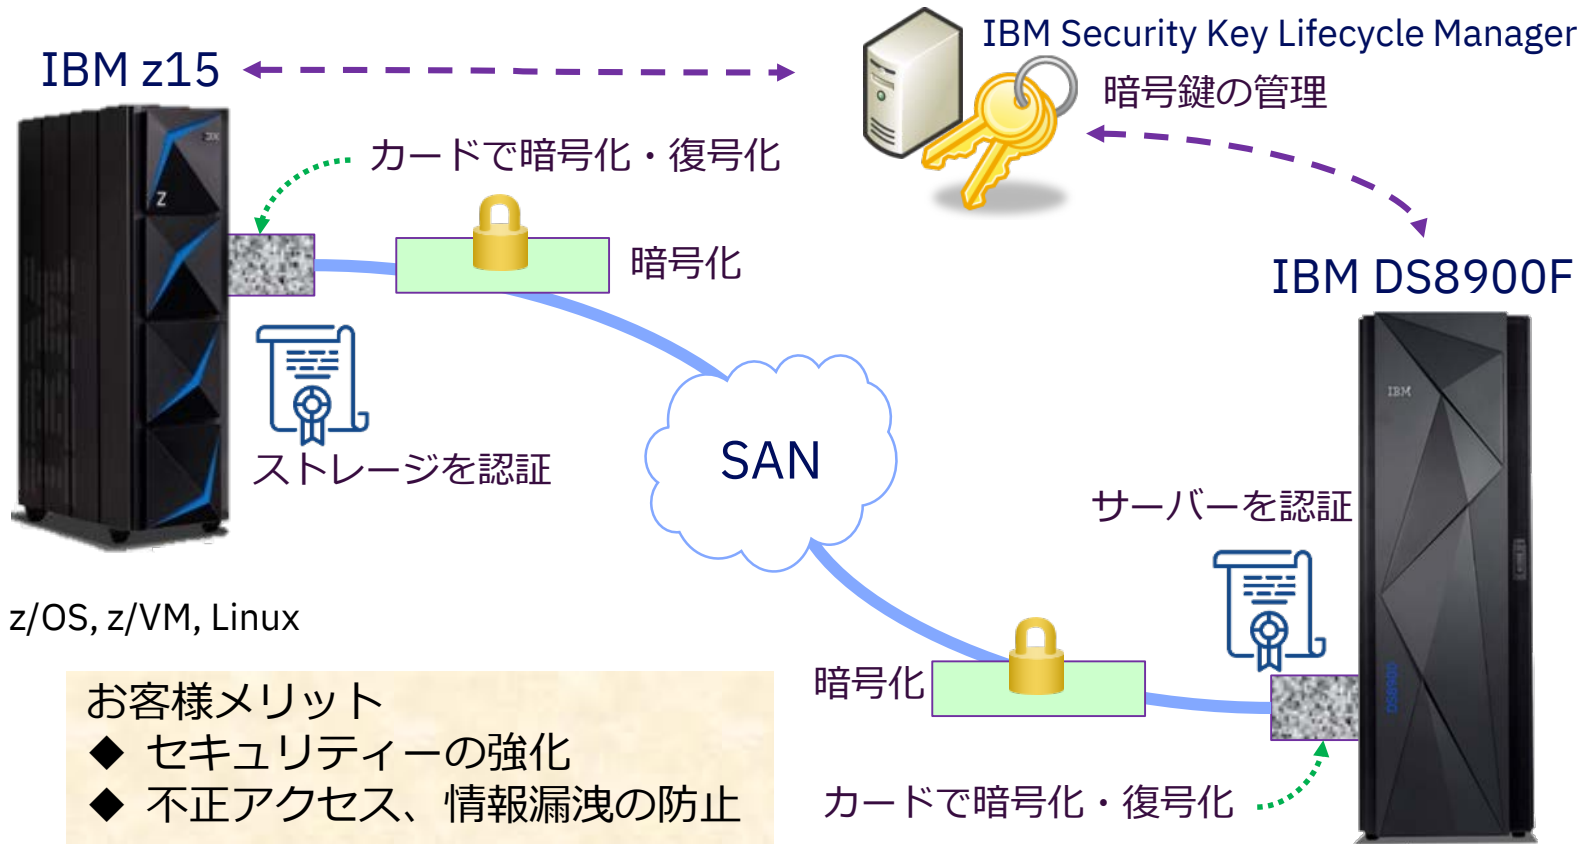 IBM Security Key Lifecycle Manager
IBM z15
暗号鍵の管理
カードで暗号化・復号化
Z
暗号化
IBM DS8900F
IBM
ストレージを認証
SAN
サーバーを認証
z/OS, z/VM, Linux
暗号化
DS8900
お客様メリット
◆ セキュリティーの強化
◆ 不正アクセス、情報漏洩の防止
カードで暗号化・復号化